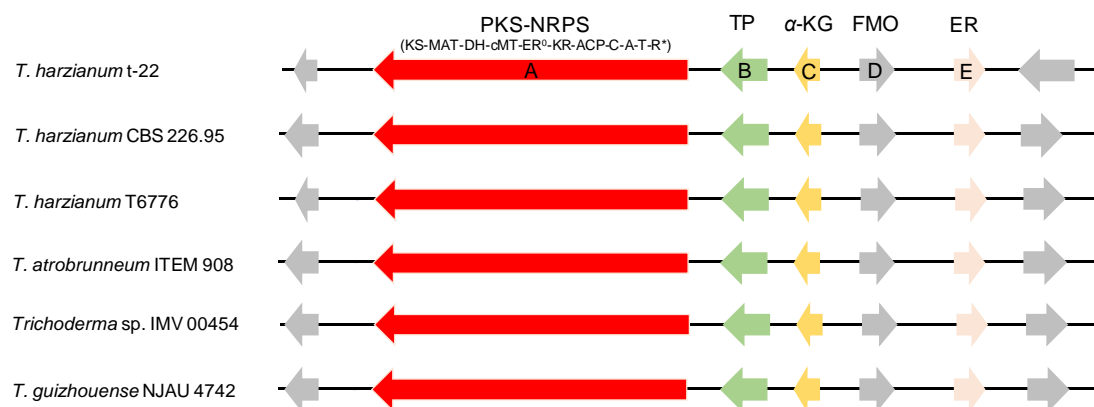 PKS-NRPS TP α-KG FMO ER
(KS-MAT-DH-cMT-ER⁰-KR-ACP-C-A-T-R*)
T. harzianum t-22 A B C D E
T. harzianum CBS 226.95
T. harzianum T6776
T. atrobrunneum ITEM 908
Trichoderma sp. IMV 00454
T. guizhouense NJAU 4742